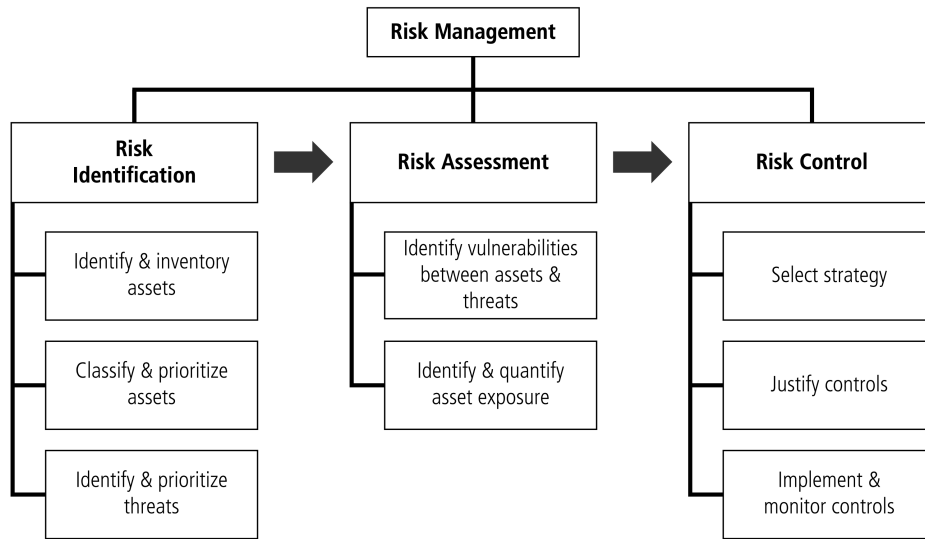 Risk Management
Risk
Identification
Identify & inventory
assets
Classify & prioritize
assets
Identify & prioritize
threats
Risk Assessment
Identify vulnerabilities
between assets &
threats
Identify & quantify
asset exposure
Risk Control
Select strategy
Justify controls
Implement &
monitor controls